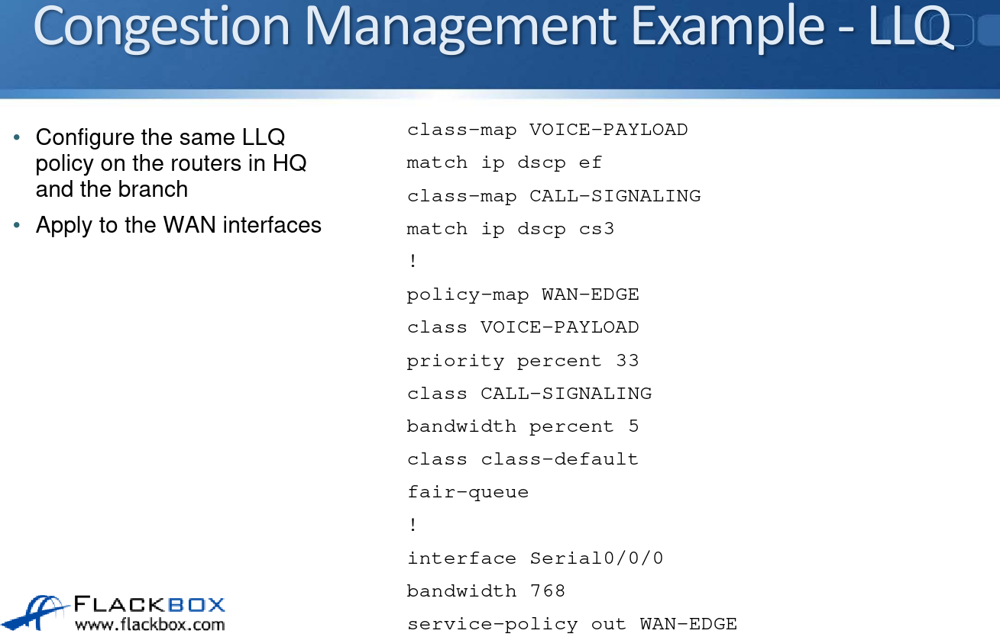 Congestion Management Example - LLQ
• Configure the same LLQ
policy on the routers in HQ
and the branch
• Apply to the WAN interfaces
class-map VOICE-PAYLOAD
match ip dscp ef
class-map CALL-SIGNALING
match ip dscp cs3
!
policy-map WAN-EDGE
class VOICE-PAYLOAD
priority percent 33
class CALL-SIGNALING
bandwidth percent 5
class class-default
fair-queue
!
interface Serial0/0/0
bandwidth 768
service-policy out WAN-EDGE
FLACKBOX
www.flackbox.com